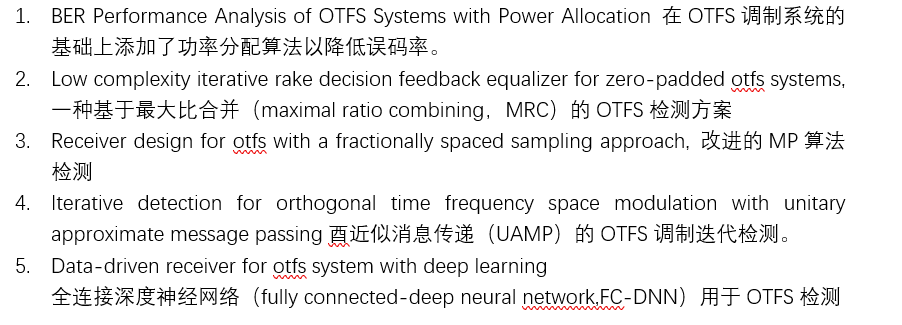 1. BER Performance Analysis of OTFS Systems with Power Allocation 在 OTFS 调制系统的
基础上添加了功率分配算法以降低误码率。
2. Low complexity iterative rake decision feedback equalizer for zero-padded otfs systems,
一种基于最大比合并（maximal ratio combining，MRC）的 OTFS 检测方案
3. Receiver design for otfs with a fractionally spaced sampling approach, 改进的 MP 算法
检测
4. Iterative detection for orthogonal time frequency space modulation with unitary
approximate message passing 酉近似消息传递（UAMP）的 OTFS 调制迭代检测。
5. Data-driven receiver for otfs system with deep learning
全连接深度神经网络（fully connected-deep neural network,FC-DNN）用于 OTFS 检测